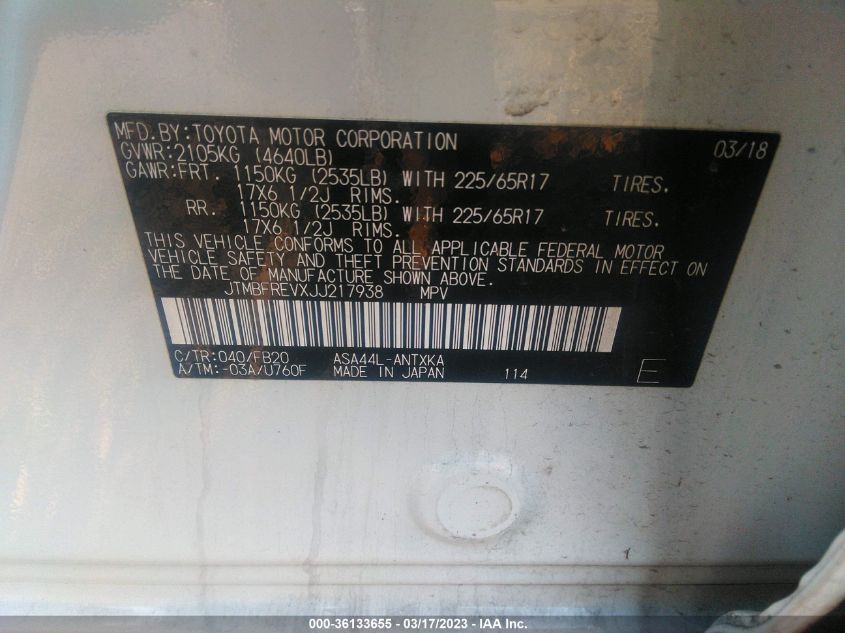 MFD.BY:TOYOTA MOTOR CORPORATION 03/18
GVWR:2105KG (4640LB)
GAWR:FRT. 1150KG (2535LB) WITH 225/65R17 TIRES.
17X6 1/2J RIMS.
RR. 1150KG (2535LB) WITH 225/65R17 TIRES.
17X6 1/2J RIMS.
THIS VEHICLE CONFORMS TO ALL APPLICABLE FEDERAL MOTOR
VEHICLE SAFETY AND THEFT PREVENTION STANDARDS IN EFFECT ON
THE DATE OF MANUFACTURE SHOWN ABOVE.
JTMBFREVXJJ217938 MPV
C/TR:040/FB20 ASA44L-ANTXKA
A/TM:-03A/U760F MADE IN JAPAN 114 E
000-36133655 - 03/17/2023 - IAA Inc.